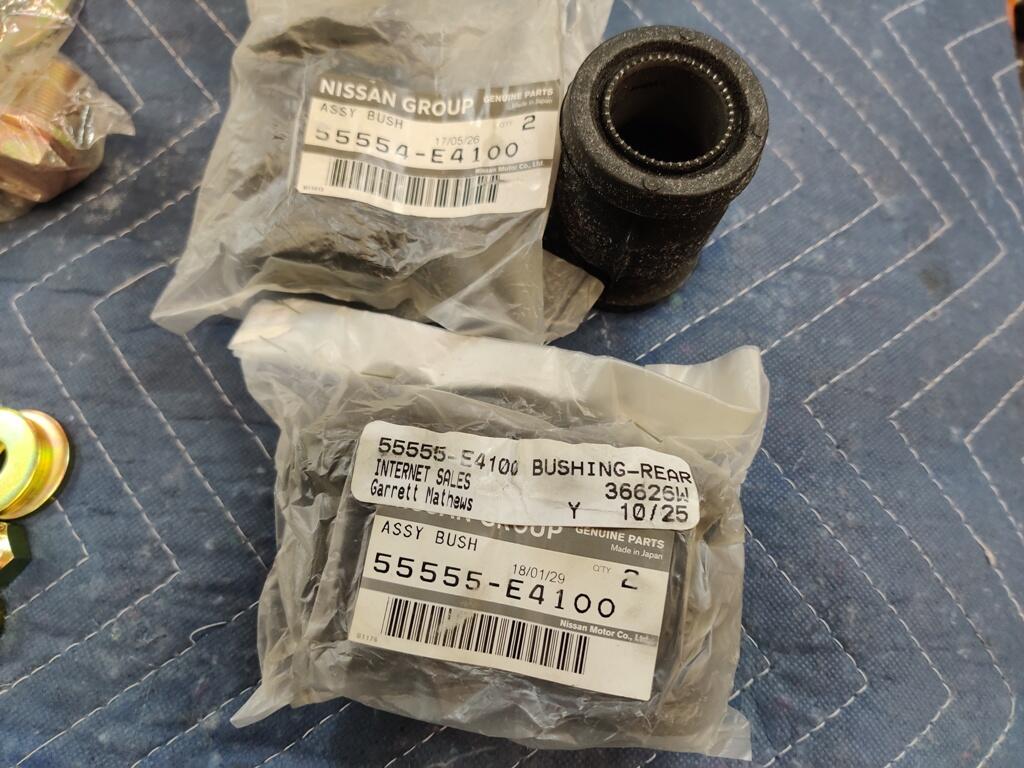 NISSAN GROUP GENUINE PARTS
Made in Japan
ASSY BUSH
17/05/26 QTY 2
55554-E4100
Nissan Motor Co., Ltd.
55555-E4100 BUSHING-REAR
INTERNET SALES 36626W
Garrett Mathews Y 10/25
NISSAN GROUP GENUINE PARTS
Made in Japan
ASSY BUSH
18/01/29 QTY 2
55555-E4100
Nissan Motor Co., Ltd.